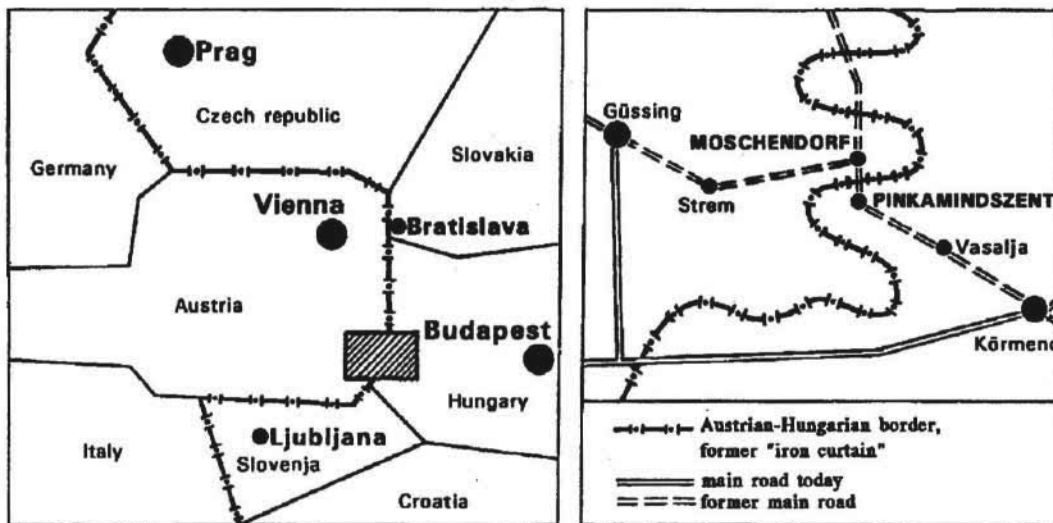 Prag
Czech republic
Germany
Slovakia
Vienna
Bratislava
Austria
Budapest
Hungary
Italy
Ljubljana
Slovenja
Croatia
Güssing
MOSCHENDORF
Strem
PINKAMINDSZENT
Vasalja
Körmend
Austrian-Hungarian border,
former "iron curtain"
main road today
former main road